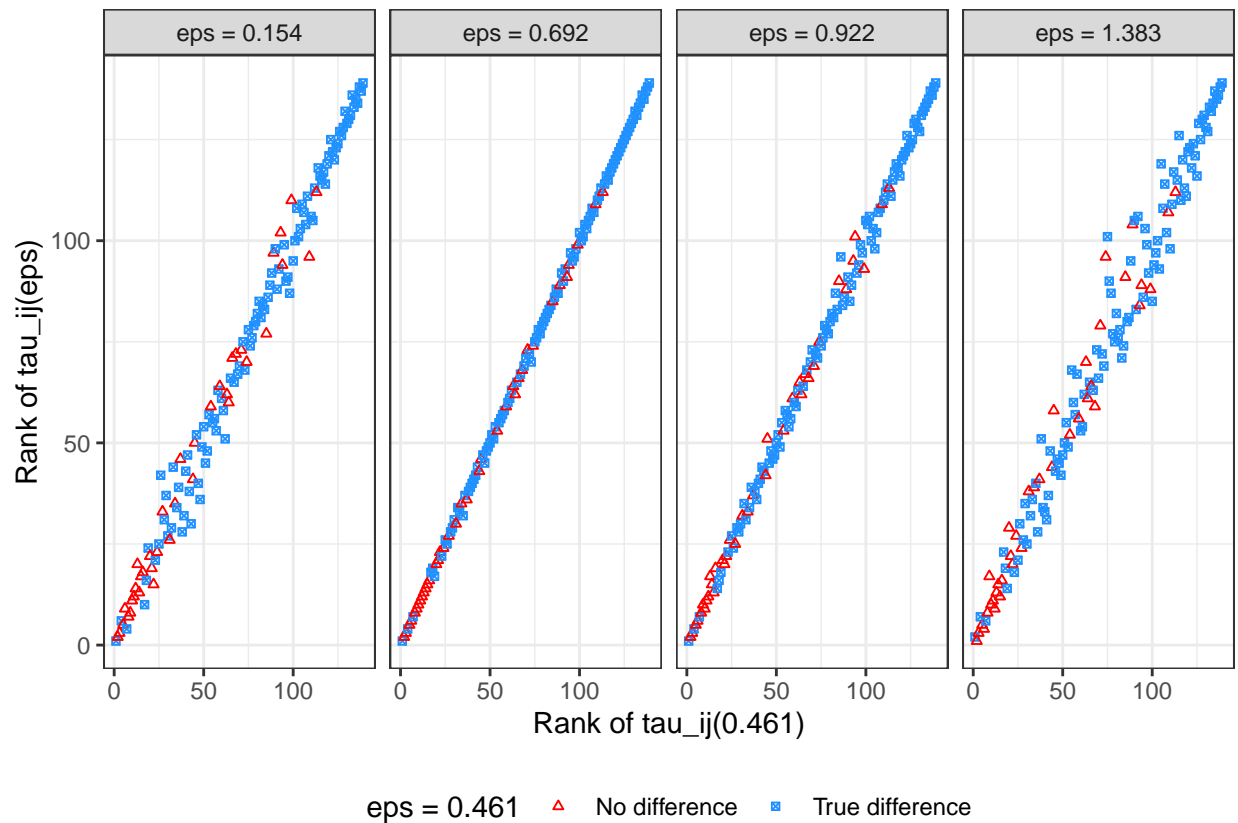 eps = 0.154 eps = 0.692 eps = 0.922 eps = 1.383
Rank of tau_ij(eps)
100
50
0
0 50 100 0 50 100 0 50 100 0 50 100
Rank of tau_ij(0.461)
eps = 0.461 No difference True difference